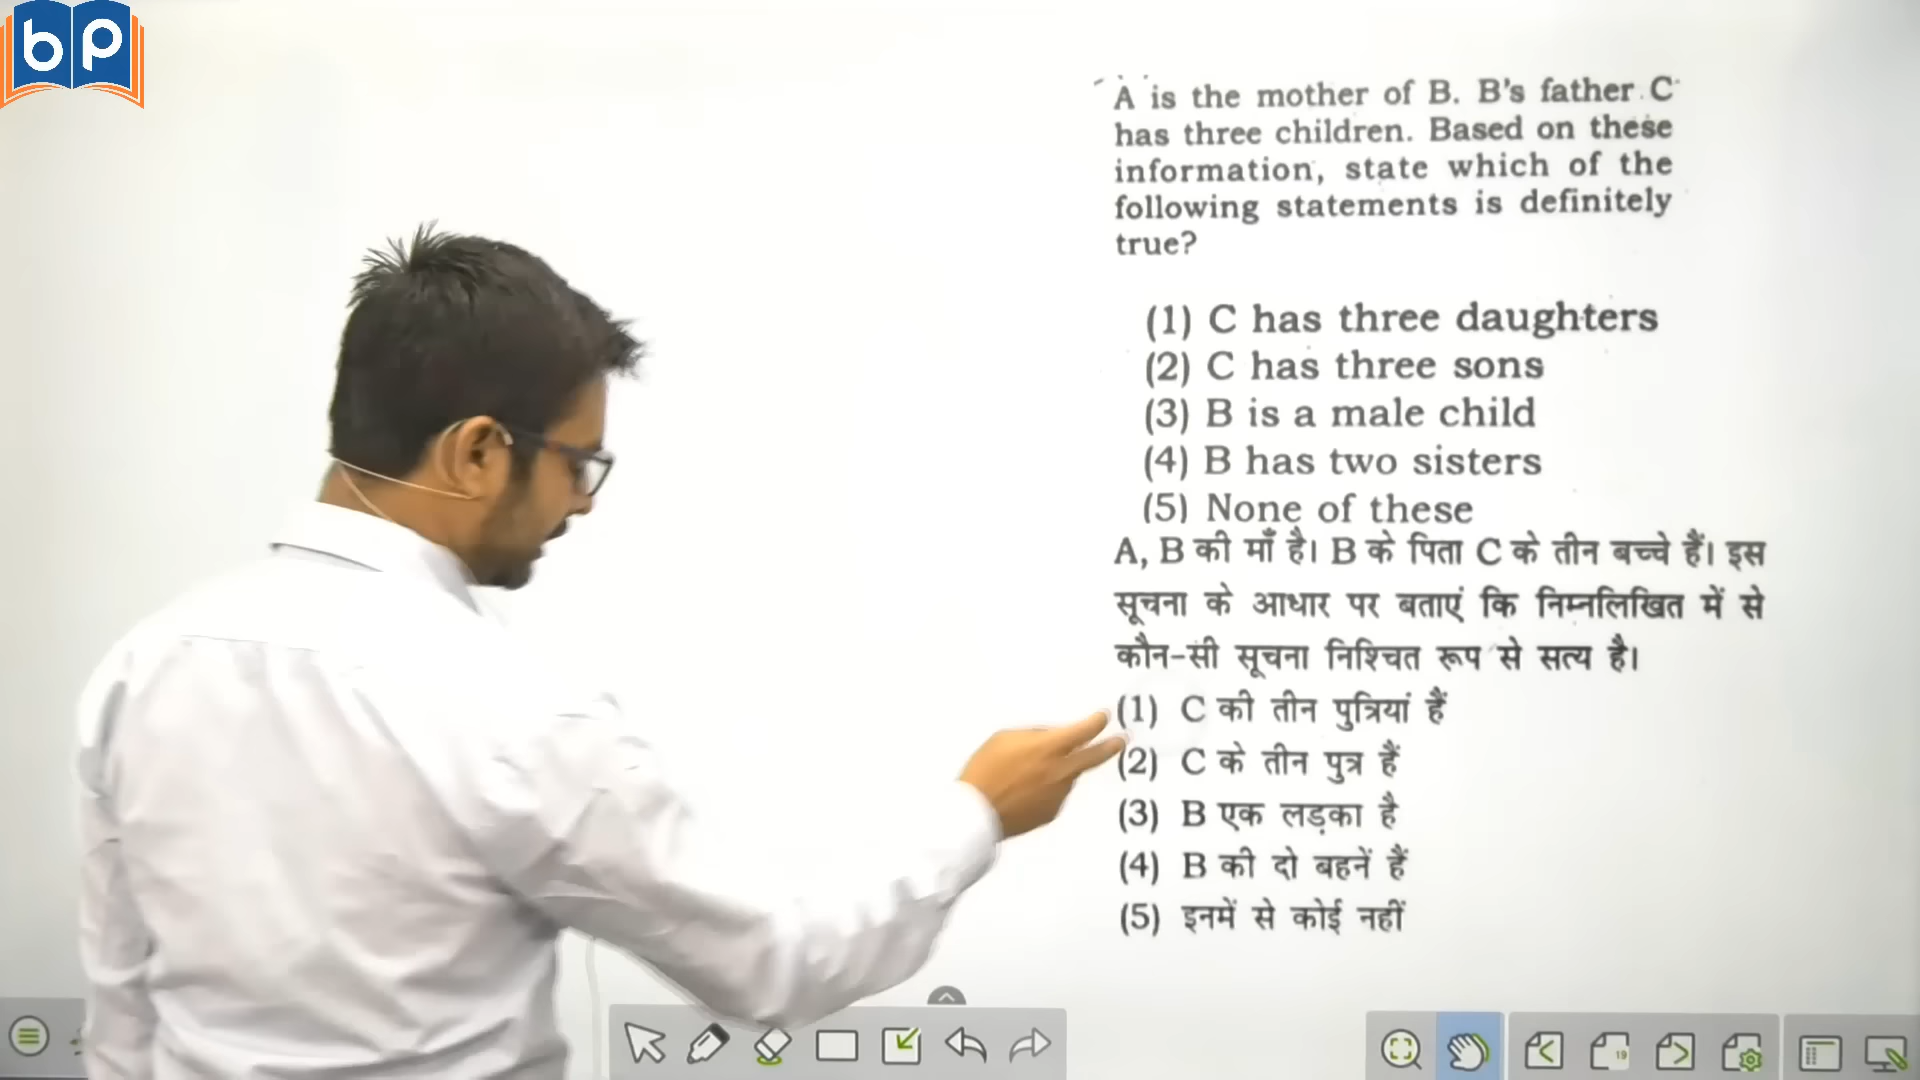 bp
A is the mother of B. B's father C
has three children. Based on these
information, state which of the
following statements is definitely
true?
(1) C has three daughters
(2) C has three sons
(3) B is a male child
(4) B has two sisters
(5) None of these
A, B की माँ है। B के पिता C के तीन बच्चे हैं। इस
सूचना के आधार पर बताएं कि निम्नलिखित में से
कौन-सी सूचना निश्चित रूप से सत्य है।
(1) C की तीन पुत्रियां हैं
(2) C के तीन पुत्र हैं
(3) B एक लड़का है
(4) B की दो बहनें हैं
(5) इनमें से कोई नहीं
19